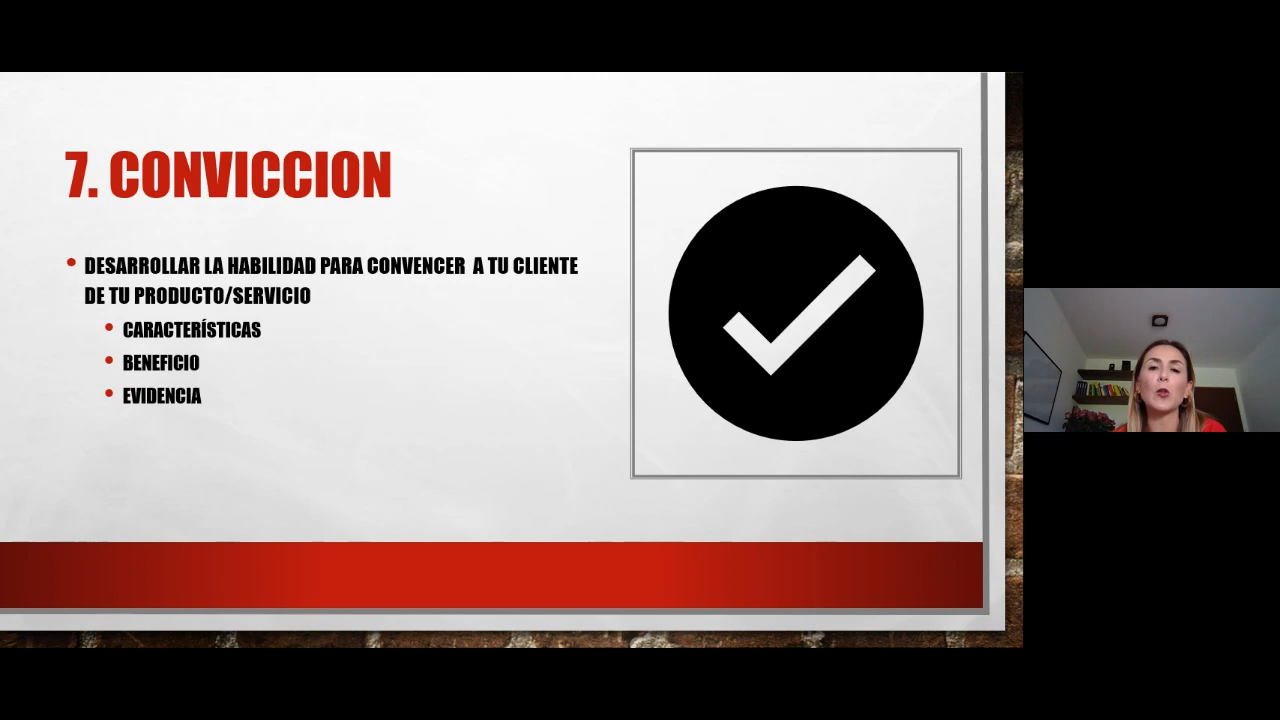 7. CONVICCION
• DESARROLLAR LA HABILIDAD PARA CONVENCER A TU CLIENTE
DE TU PRODUCTO/SERVICIO
• CARACTERÍSTICAS
• BENEFICIO
• EVIDENCIA